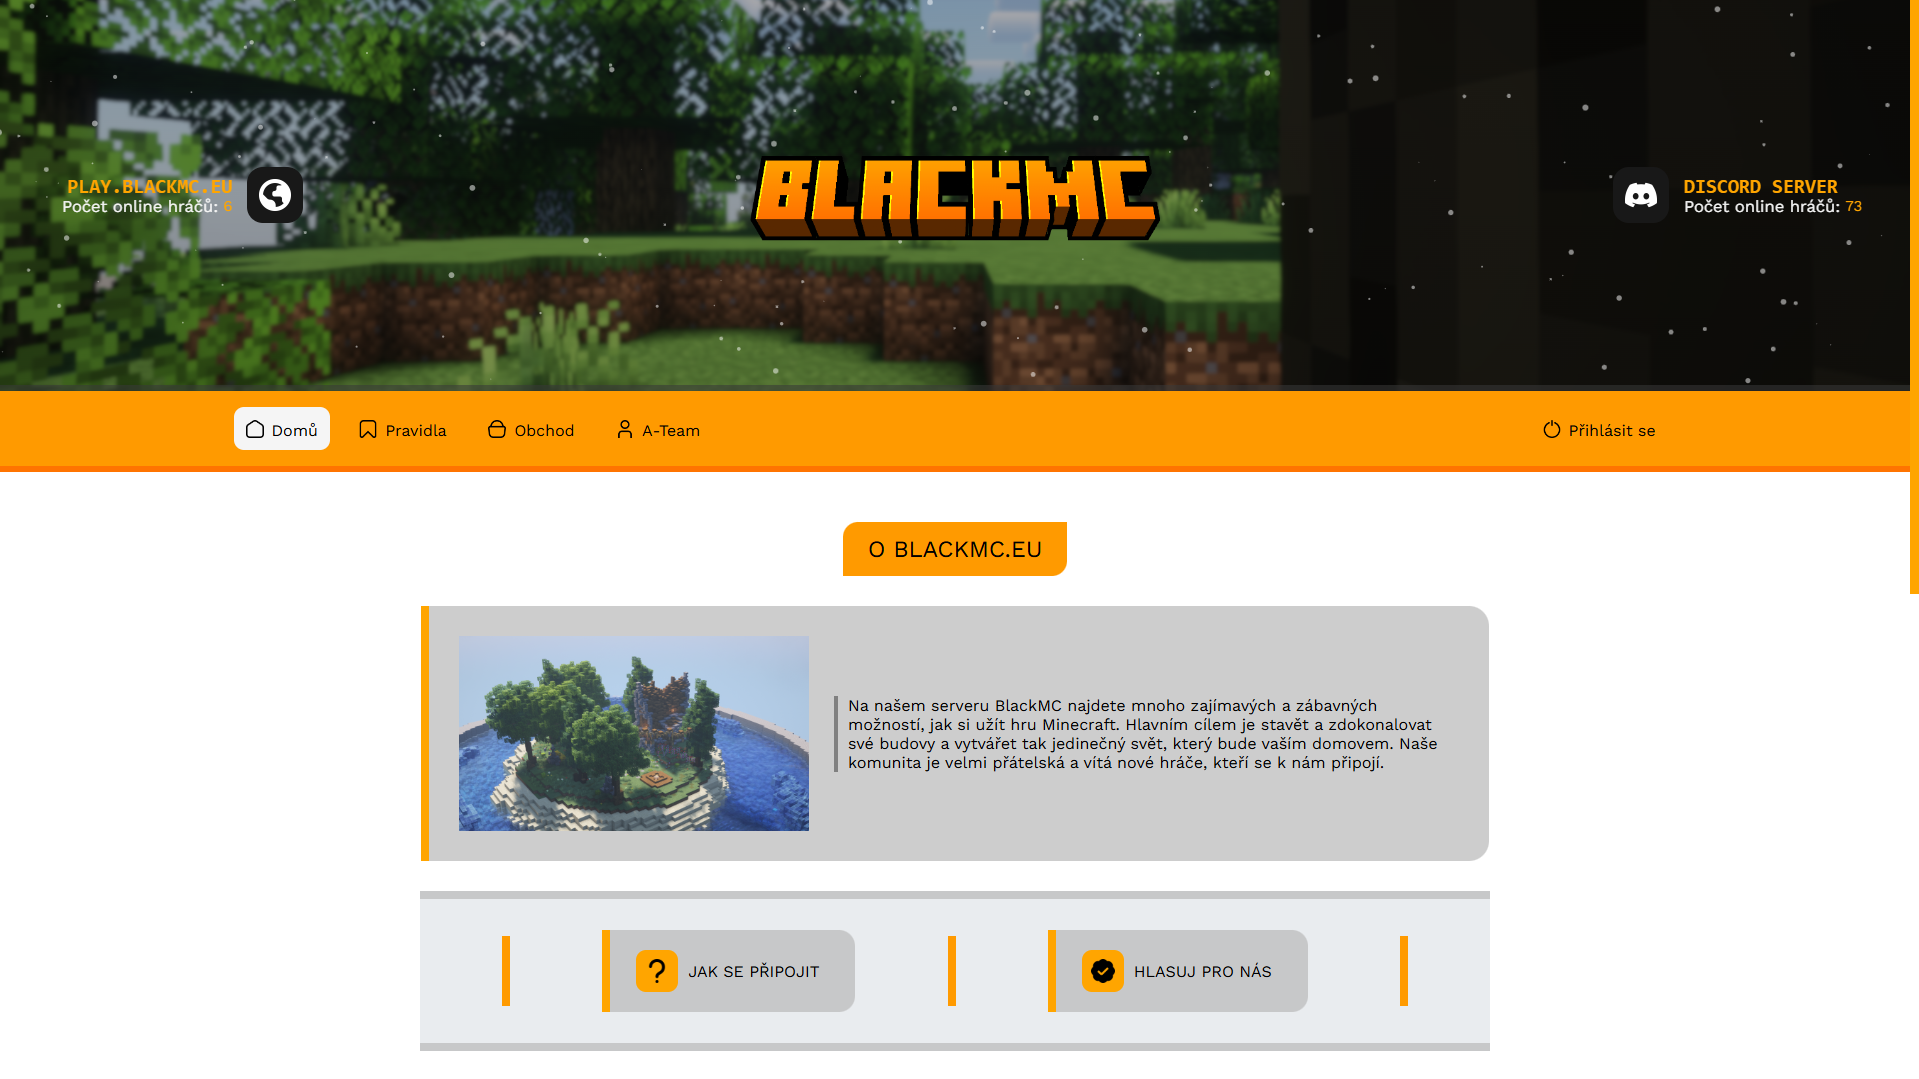 PLAY.BLACKMC.EU
Počet online hráčů: 6
BLACKMC
DISCORD SERVER
Počet online hráčů: 73
Domů
Pravidla
Obchod
A-Team
Přihlásit se
O BLACKMC.EU
Na našem serveru BlackMC najdete mnoho zajímavých a zábavných
možností, jak si užít hru Minecraft. Hlavním cílem je stavět a zdokonalovat
své budovy a vytvářet tak jedinečný svět, který bude vaším domovem. Naše
komunita je velmi přátelská a vítá nové hráče, kteří se k nám připojí.
JAK SE PŘIPOJIT
HLASUJ PRO NÁS